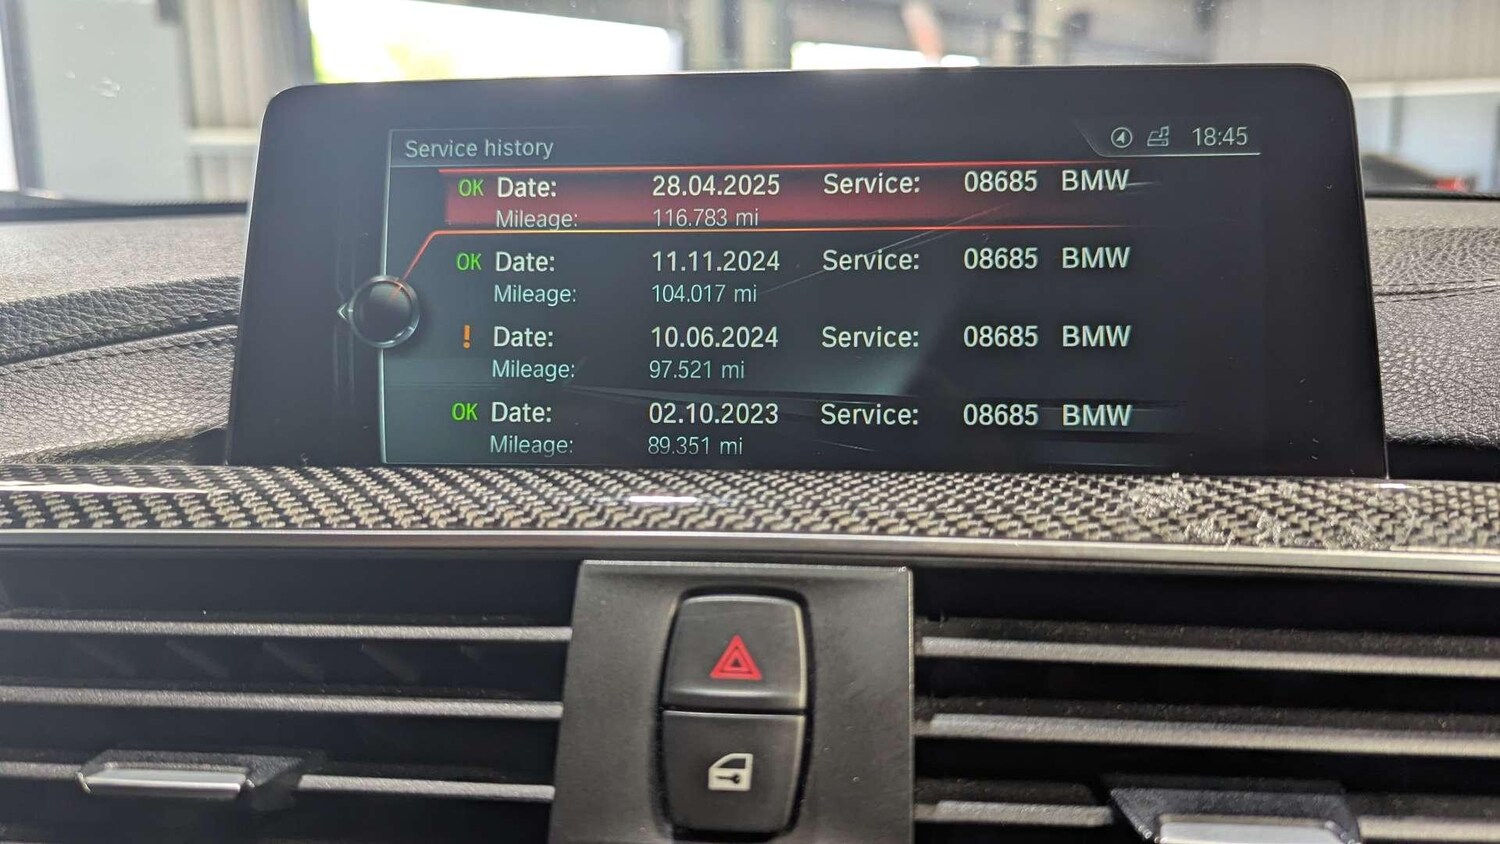 Service history 18:45
OK Date: 28.04.2025 Service: 08685 BMW
Mileage: 116.783 mi
OK Date: 11.11.2024 Service: 08685 BMW
Mileage: 104.017 mi
! Date: 10.06.2024 Service: 08685 BMW
Mileage: 97.521 mi
OK Date: 02.10.2023 Service: 08685 BMW
Mileage: 89.351 mi